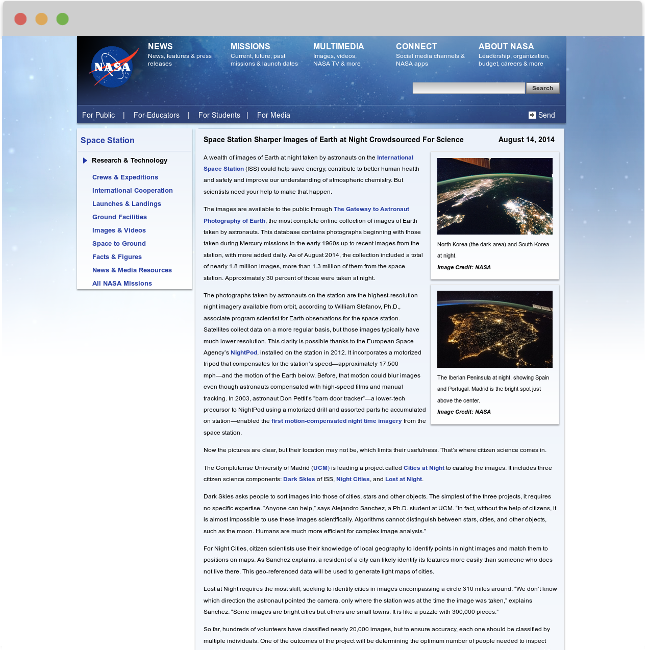 NASA
NEWS
News, features & press
releases
MISSIONS
Current, future, past
missions & launch dates
MULTIMEDIA
Images, videos,
NASA TV & more
CONNECT
Social media channels &
NASA apps
ABOUT NASA
Leadership, organization,
budget, careers & more
Search
For Public | For Educators | For Students | For Media
Send
Space Station
Research & Technology
Crews & Expeditions
International Cooperation
Launches & Landings
Ground Facilities
Images & Videos
Space to Ground
Facts & Figures
News & Media Resources
All NASA Missions
Space Station Sharper Images of Earth at Night Crowdsourced For Science August 14, 2014
A wealth of images of Earth at night taken by astronauts on the International
Space Station (ISS) could help save energy, contribute to better human health
and safety and improve our understanding of atmospheric chemistry. But
scientists need your help to make that happen.
The images are available to the public through The Gateway to Astronaut
Photography of Earth, the most complete online collection of images of Earth
taken by astronauts. This database contains photographs beginning with those
taken during Mercury missions in the early 1960s up to recent images from the
station, with more added daily. As of August 2014, the collection included a total
of nearly 1.8 million images, more than 1.3 million of them from the space
station. Approximately 30 percent of those were taken at night.
The photographs taken by astronauts on the station are the highest resolution
night imagery available from orbit, according to William Stefanov, Ph.D.,
associate program scientist for Earth observations for the space station.
Satellites collect data on a more regular basis, but those images typically have
much lower resolution. This clarity is possible thanks to the European Space
Agency's NightPod, installed on the station in 2012. It incorporates a motorized
tripod that compensates for the station's speed—approximately 17,500
mph—and the motion of the Earth below. Before, that motion could blur images
even though astronauts compensated with high-speed films and manual
tracking. In 2003, astronaut Don Pettit's "barn door tracker"—a lower-tech
precursor to NightPod using a motorized drill and assorted parts he accumulated
on station—enabled the first motion-compensated night time imagery from the
space station.
Now the pictures are clear, but their location may not be, which limits their usefulness. That's where citizen science comes in.
The Complutense University of Madrid (UCM) is leading a project called Cities at Night to catalog the images. It includes three
citizen science components: Dark Skies of ISS, Night Cities, and Lost at Night.
Dark Skies asks people to sort images into those of cities, stars and other objects. The simplest of the three projects, it requires
no specific expertise. "Anyone can help," says Alejandro Sanchez, a Ph.D. student at UCM. "In fact, without the help of citizens, it
is almost impossible to use these images scientifically. Algorithms cannot distinguish between stars, cities, and other objects,
such as the moon. Humans are much more efficient for complex image analysis."
For Night Cities, citizen scientists use their knowledge of local geography to identify points in night images and match them to
positions on maps. As Sanchez explains, a resident of a city can likely identify its features more easily than someone who does
not live there. This geo-referenced data will be used to generate light maps of cities.
Lost at Night requires the most skill, seeking to identify cities in images encompassing a circle 310 miles around. "We don't know
which direction the astronaut pointed the camera, only where the station was at the time the image was taken," explains
Sanchez. "Some images are bright cities but others are small towns. It is like a puzzle with 300,000 pieces."
So far, hundreds of volunteers have classified nearly 20,000 images, but to ensure accuracy, each one should be classified by
multiple individuals. One of the outcomes of the project will be determining the optimum number of people needed to inspect
North Korea (the dark area) and South Korea
at night
Image Credit: NASA
The Iberian Peninsula at night, showing Spain
and Portugal. Madrid is the bright spot just
above the center.
Image Credit: NASA